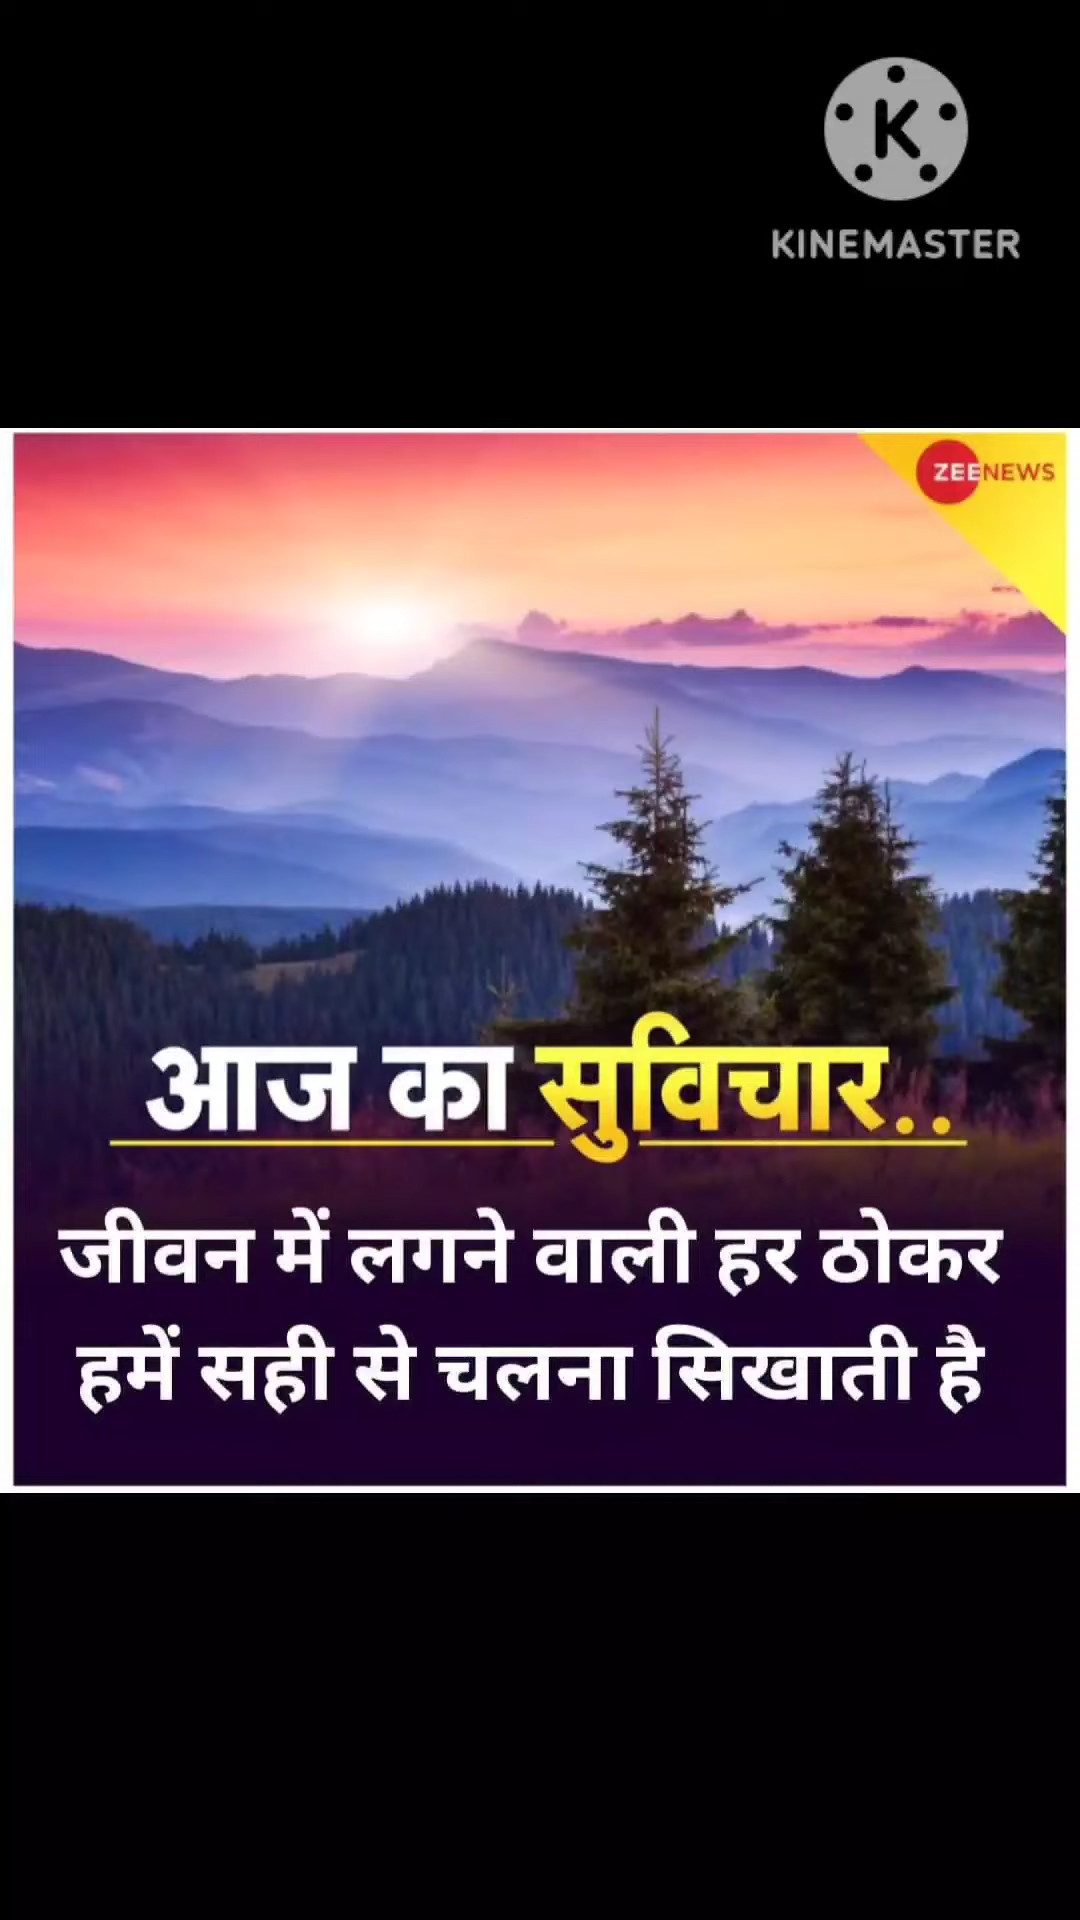 K
KINEMASTER
ZEENEWS
आज का सुविचार..
जीवन में लगने वाली हर ठोकर
हमें सही से चलना सिखाती है